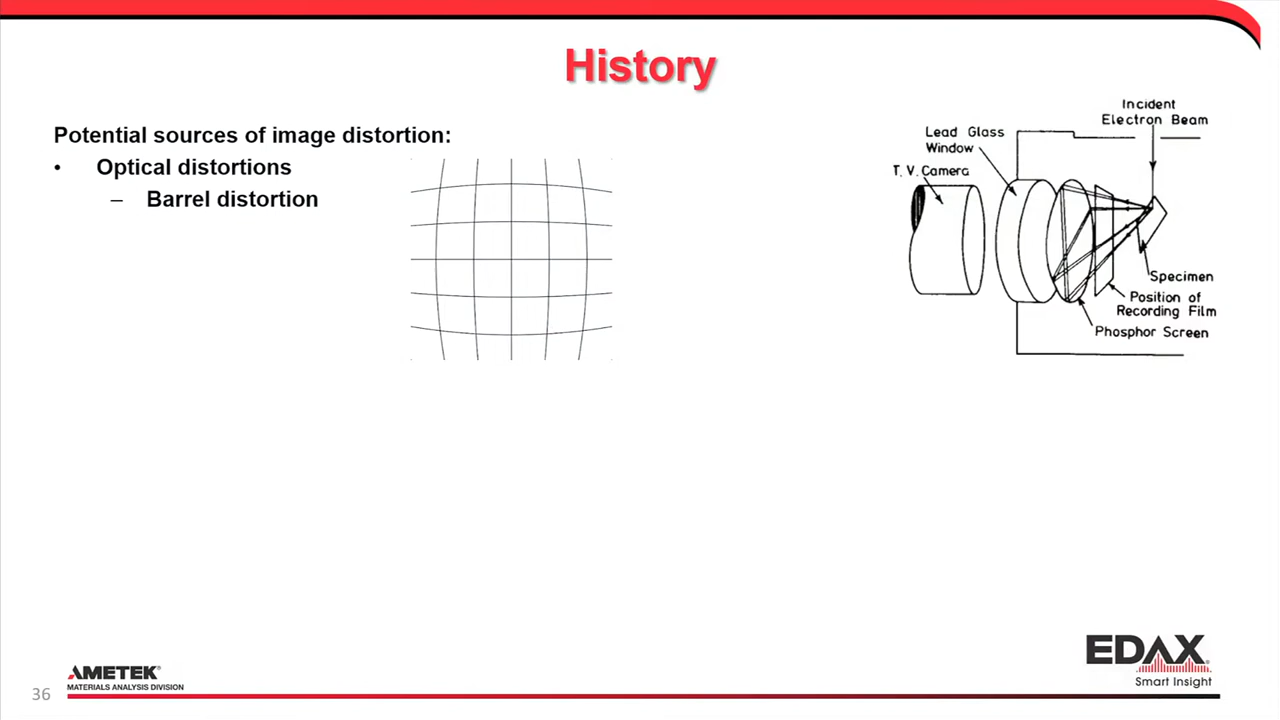 History
Potential sources of image distortion:
• Optical distortions
– Barrel distortion
Incident
Electron Beam
Lead Glass
Window
T.V. Camera
Specimen
Position of
Recording Film
Phosphor Screen
36
AMETEK®
MATERIALS ANALYSIS DIVISION
EDAX®
Smart Insight